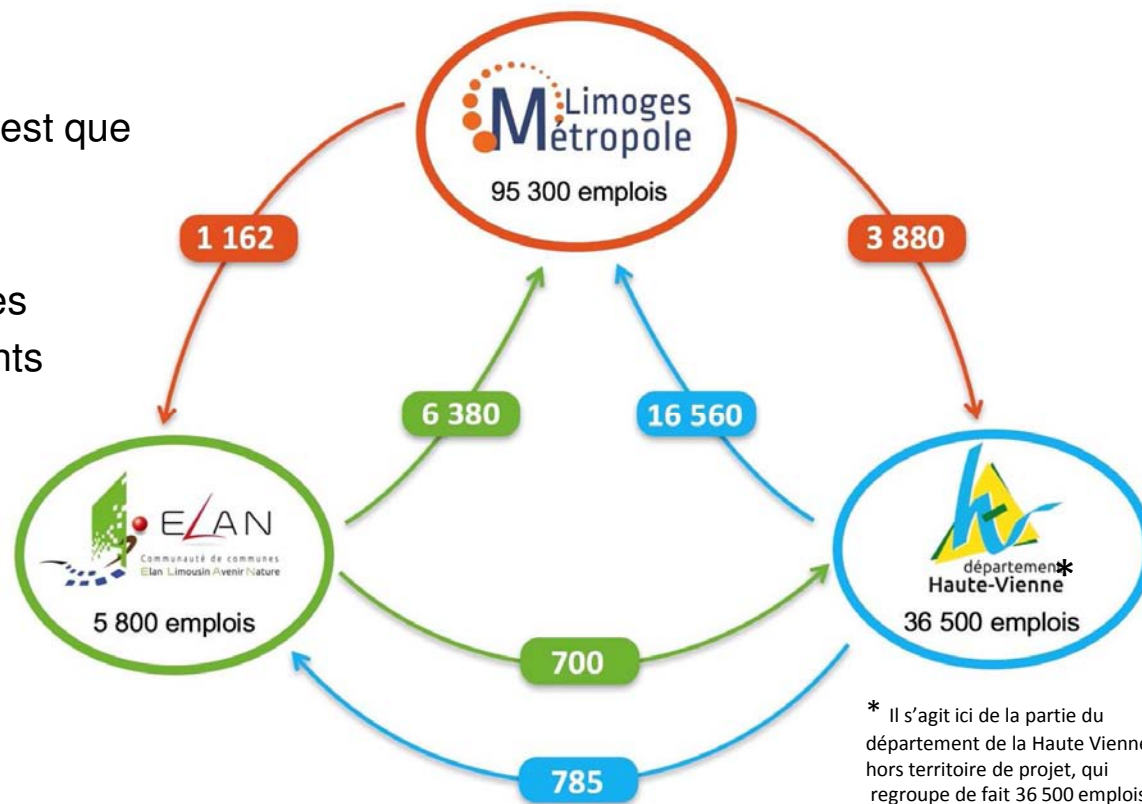 est que
es
nts
Limoges
Métropole
95 300 emplois
1 162
3 880
6 380
16 560
ELAN
Communauté de communes
Elan Limousin Avenir Nature
5 800 emplois
département*
Haute-Vienne
36 500 emplois
700
785
* Il s’agit ici de la partie du
département de la Haute Vienne
hors territoire de projet, qui
regroupe de fait 36 500 emplois